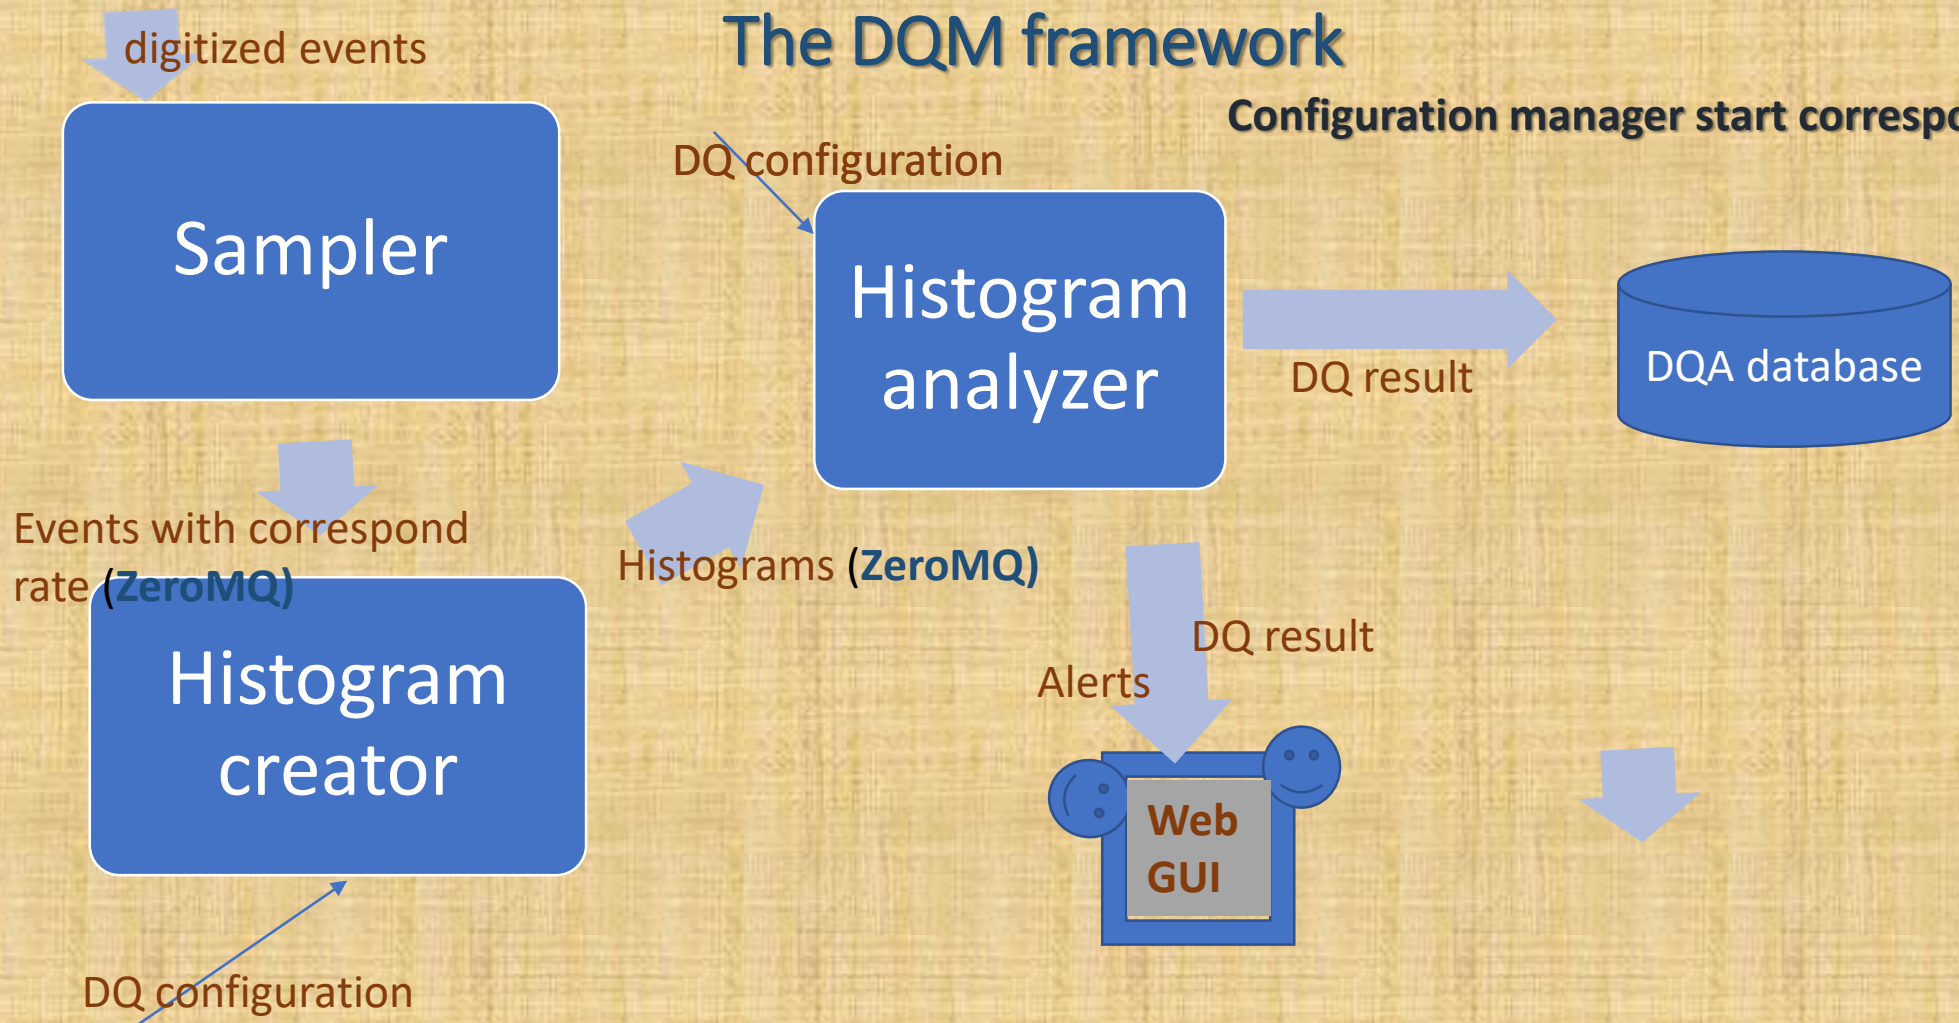 The DQM framework
digitized events
Configuration manager start
Sampler
DQ configuration
Histogram
analyzer
DQ result
DQA database
Events with correspond
rate (ZeroMQ)
Histograms (ZeroMQ)
Histogram
creator
DQ result
Alerts
Web
GUI
DQ configuration